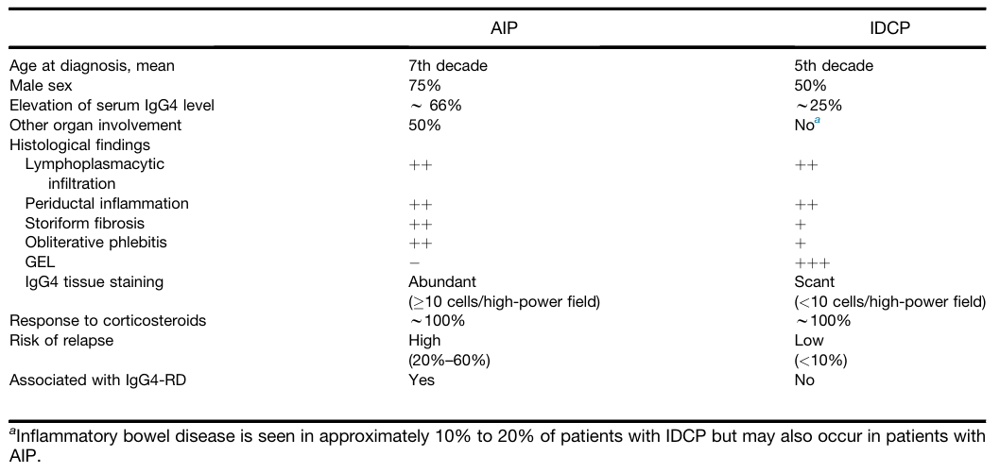 AIP IDCP
Age at diagnosis, mean 7th decade 5th decade
Male sex 75% 50%
Elevation of serum IgG4 level ∼ 66% ∼25%
Other organ involvement 50% Noᵃ
Histological findings
Lymphoplasmacytic ++ ++
infiltration
Periductal inflammation ++ ++
Storiform fibrosis ++ +
Obliterative phlebitis ++ +
GEL − +++
IgG4 tissue staining Abundant Scant
(≥10 cells/high-power field) (<10 cells/high-power field)
Response to corticosteroids ∼100% ∼100%
Risk of relapse High Low
(20%–60%) (<10%)
Associated with IgG4-RD Yes No
ᵃInflammatory bowel disease is seen in approximately 10% to 20% of patients with IDCP but may also occur in patients with
AIP.